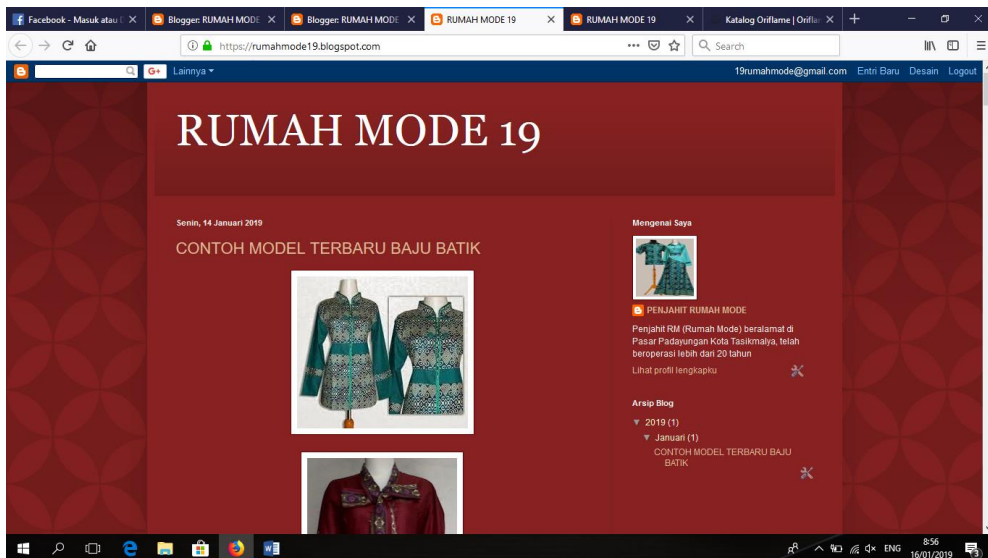 Facebook - Masuk atau D
Blogger: RUMAH MODE
Blogger: RUMAH MODE
RUMAH MODE 19
RUMAH MODE 19
Katalog Oriflame | Oriflam
https://rumahmode19.blogspot.com
Search
G+ Lainnya
19rumahmode@gmail.com Entri Baru Desain Logout
RUMAH MODE 19
Senin, 14 Januari 2019
CONTOH MODEL TERBARU BAJU BATIK
Mengenai Saya
PENJAHIT RUMAH MODE
Penjahit RM (Rumah Mode) beralamat di
Pasar Padayungan Kota Tasikmalya, telah
beroperasi lebih dari 20 tahun
Lihat profil lengkapku
Arsip Blog
▼ 2019 (1)
▼ Januari (1)
CONTOH MODEL TERBARU BAJU
BATIK
ENG
8:56
16/01/2019
3